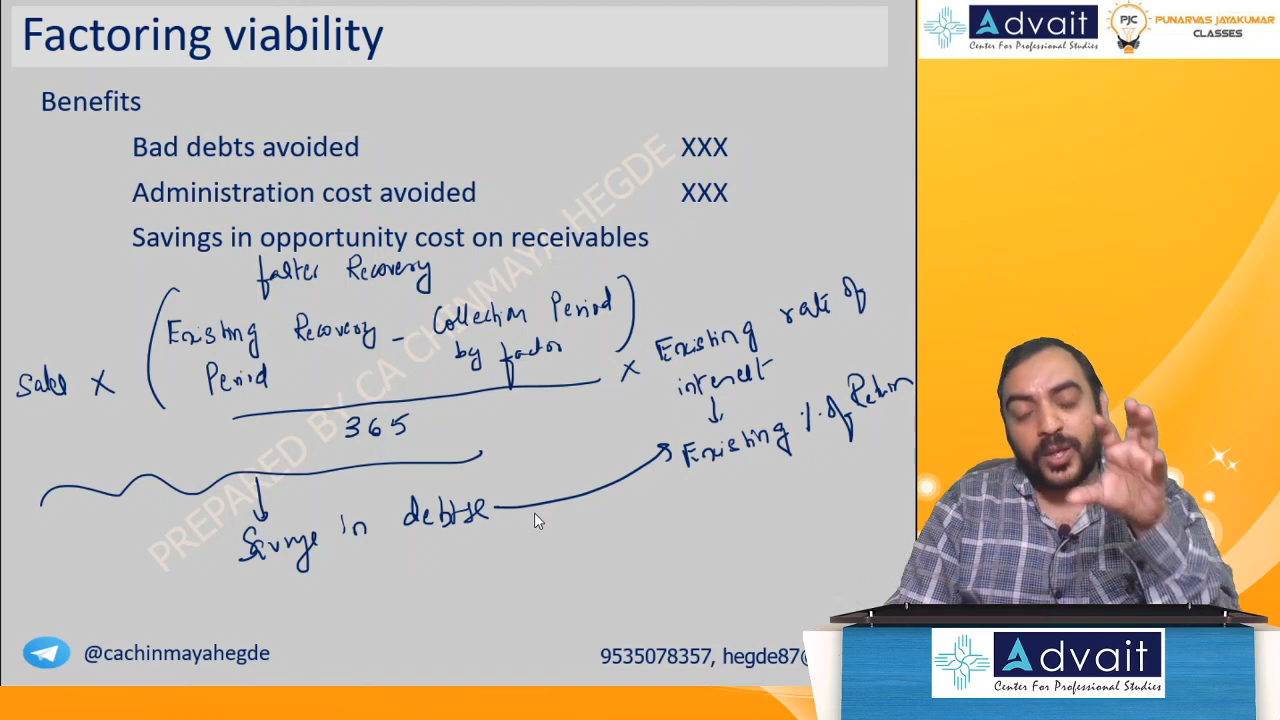 Factoring viability
Advait
Center For Professional Studies
PJC
PUNARVAS JAYAKUMAR
CLASSES
Benefits
Bad debts avoided XXX
Administration cost avoided XXX
Savings in opportunity cost on receivables
faster Recovery
Sales X (Existing Recovery Period - Collection Period by factor) X Existing rate of interest
365
Existing % of Return
Savings in debtors
PREPARED BY CA CHINMAYA HEGDE
@cachinmayahegde
9535078357, hegde87@
Advait
Center For Professional Studies